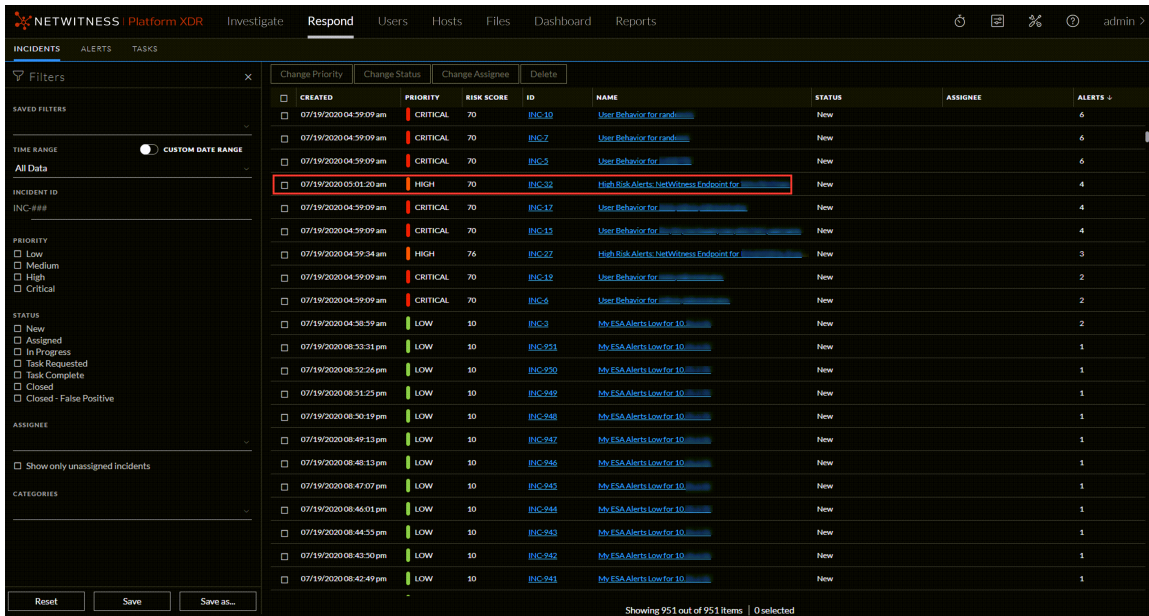 NETWITNESS Platform XDR Investigate Respond Users Hosts Files Dashboard Reports admin >
INCIDENTS ALERTS TASKS
Filters ×
SAVED FILTERS
TIME RANGE CUSTOM DATE RANGE
All Data
INCIDENT ID
INC-###
PRIORITY
Low
Medium
High
Critical
STATUS
New
Assigned
In Progress
Task Requested
Task Complete
Closed
Closed - False Positive
ASSIGNEE
Show only unassigned incidents
CATEGORIES
Reset Save Save as...
Change Priority Change Status Change Assignee Delete
CREATED PRIORITY RISK SCORE ID NAME STATUS ASSIGNEE ALERTS ↓
07/19/2020 04:59:09 am CRITICAL 70 INC-10 User Behavior for rand New 6
07/19/2020 04:59:09 am CRITICAL 70 INC-7 User Behavior for rand New 6
07/19/2020 04:59:09 am CRITICAL 70 INC-5 User Behavior for New 6
07/19/2020 05:01:20 am HIGH 70 INC-32 High Risk Alerts: NetWitness Endpoint for New 4
07/19/2020 04:59:09 am CRITICAL 70 INC-17 User Behavior for New 4
07/19/2020 04:59:09 am CRITICAL 70 INC-15 User Behavior for New 4
07/19/2020 04:59:34 am HIGH 76 INC-27 High Risk Alerts: NetWitness Endpoint for New 3
07/19/2020 04:59:09 am CRITICAL 70 INC-19 User Behavior for New 2
07/19/2020 04:59:09 am CRITICAL 70 INC-6 User Behavior for New 2
07/19/2020 04:58:59 am LOW 10 INC-3 My ESA Alerts Low for 10. New 2
07/19/2020 08:53:31 pm LOW 10 INC-951 My ESA Alerts Low for 10. New 1
07/19/2020 08:52:26 pm LOW 10 INC-950 My ESA Alerts Low for 10. New 1
07/19/2020 08:51:25 pm LOW 10 INC-949 My ESA Alerts Low for 10. New 1
07/19/2020 08:50:19 pm LOW 10 INC-948 My ESA Alerts Low for 10. New 1
07/19/2020 08:49:13 pm LOW 10 INC-947 My ESA Alerts Low for 10. New 1
07/19/2020 08:48:13 pm LOW 10 INC-946 My ESA Alerts Low for 10. New 1
07/19/2020 08:47:07 pm LOW 10 INC-945 My ESA Alerts Low for 10. New 1
07/19/2020 08:46:01 pm LOW 10 INC-944 My ESA Alerts Low for 10. New 1
07/19/2020 08:44:55 pm LOW 10 INC-943 My ESA Alerts Low for 10. New 1
07/19/2020 08:43:50 pm LOW 10 INC-942 My ESA Alerts Low for 10. New 1
07/19/2020 08:42:49 pm LOW 10 INC-941 My ESA Alerts Low for 10. New 1
Showing 951 out of 951 items | 0 selected